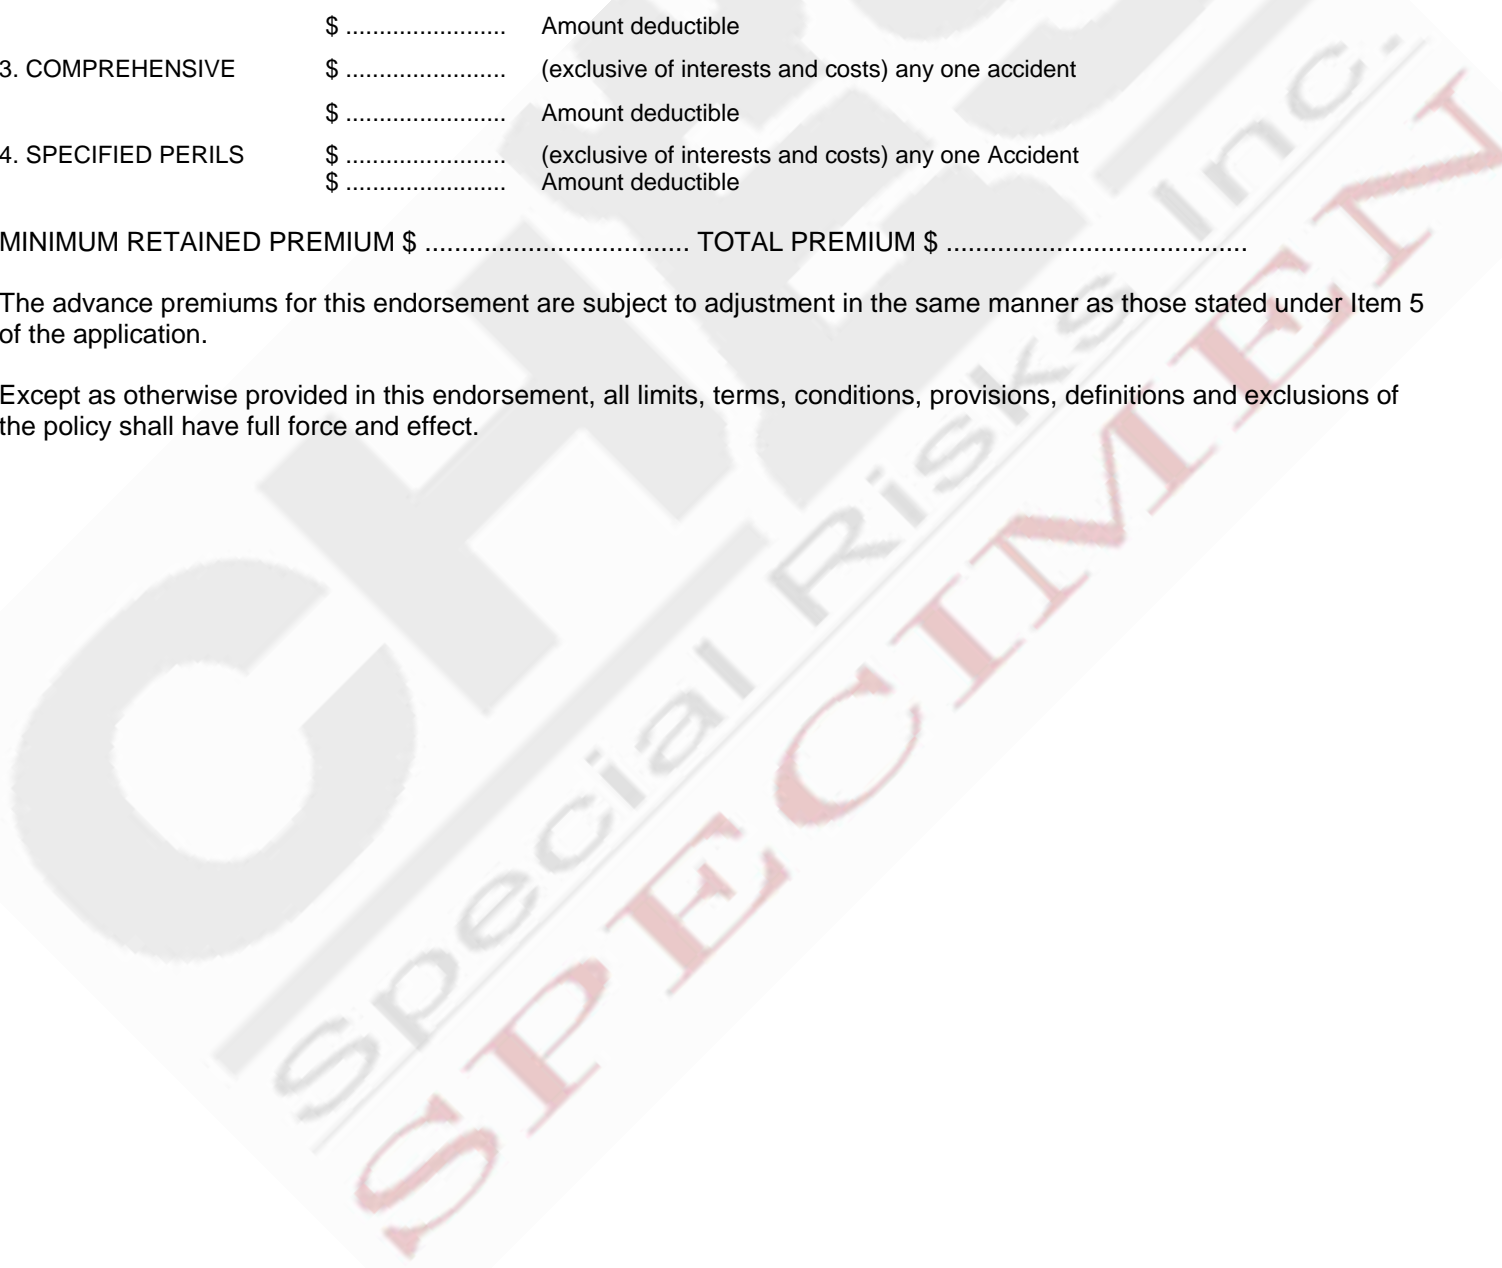 $ ........................ Amount deductible
3. COMPREHENSIVE $ ........................ (exclusive of interests and costs) any one accident
$ ........................ Amount deductible
4. SPECIFIED PERILS $ ........................ (exclusive of interests and costs) any one Accident
$ ........................ Amount deductible
MINIMUM RETAINED PREMIUM $ .................................... TOTAL PREMIUM $ .........................................
The advance premiums for this endorsement are subject to adjustment in the same manner as those stated under Item 5
of the application.
Except as otherwise provided in this endorsement, all limits, terms, conditions, provisions, definitions and exclusions of
the policy shall have full force and effect.
Special Risks Inc.
SPECIMEN